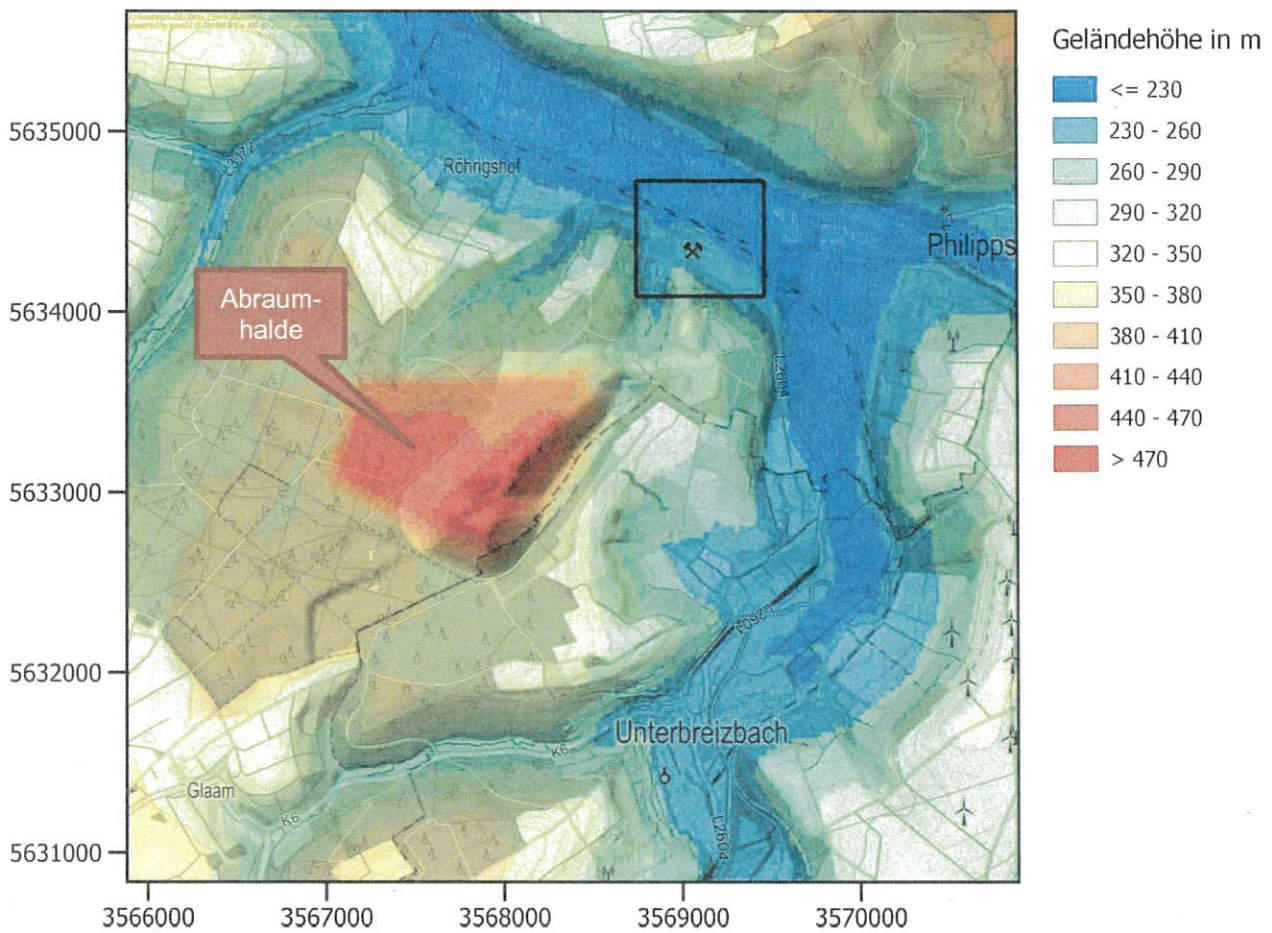 Geländehöhe in m
<= 230
230 - 260
260 - 290
290 - 320
320 - 350
350 - 380
380 - 410
410 - 440
440 - 470
> 470
5635000
5634000
5633000
5632000
5631000
3566000
3567000
3568000
3569000
3570000
L3172
Röhrigshof
Philipps
Abraum-
halde
L2604
L2604
Unterbreizbach
K6
Glaam
K6
L2604